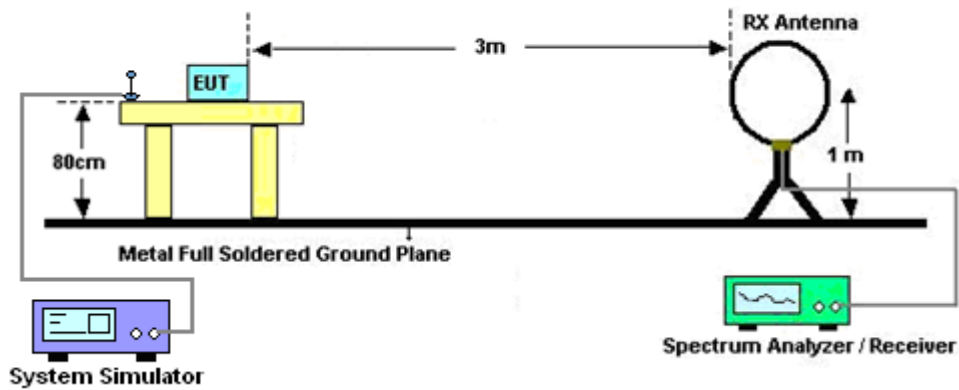 RX Antenna
3m
EUT
80cm
1 m
Metal Full Soldered Ground Plane
System Simulator
Spectrum Analyzer / Receiver